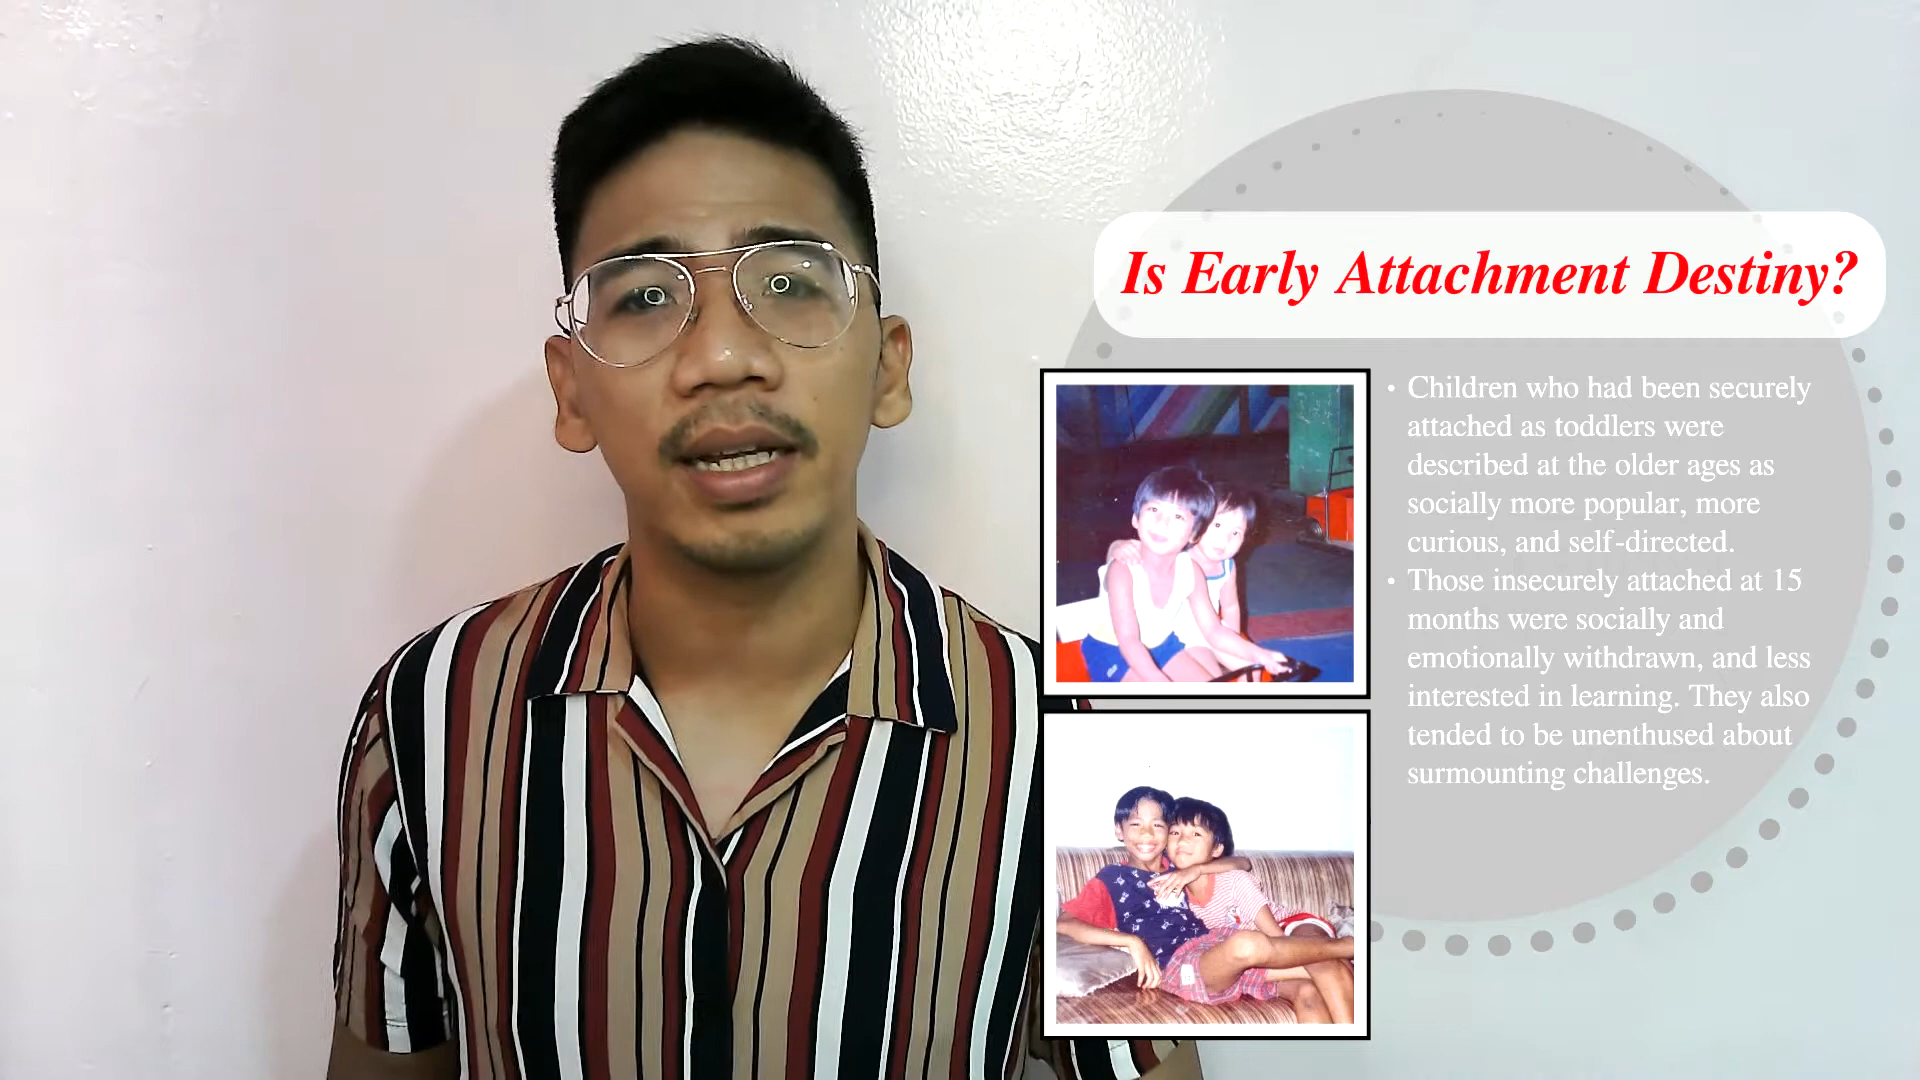 Is Early Attachment Destiny?
• Children who had been securely
attached as toddlers were
described at the older ages as
socially more popular, more
curious, and self-directed.
• Those insecurely attached at 15
months were socially and
emotionally withdrawn, and less
interested in learning. They also
tended to be unenthused about
surmounting challenges.